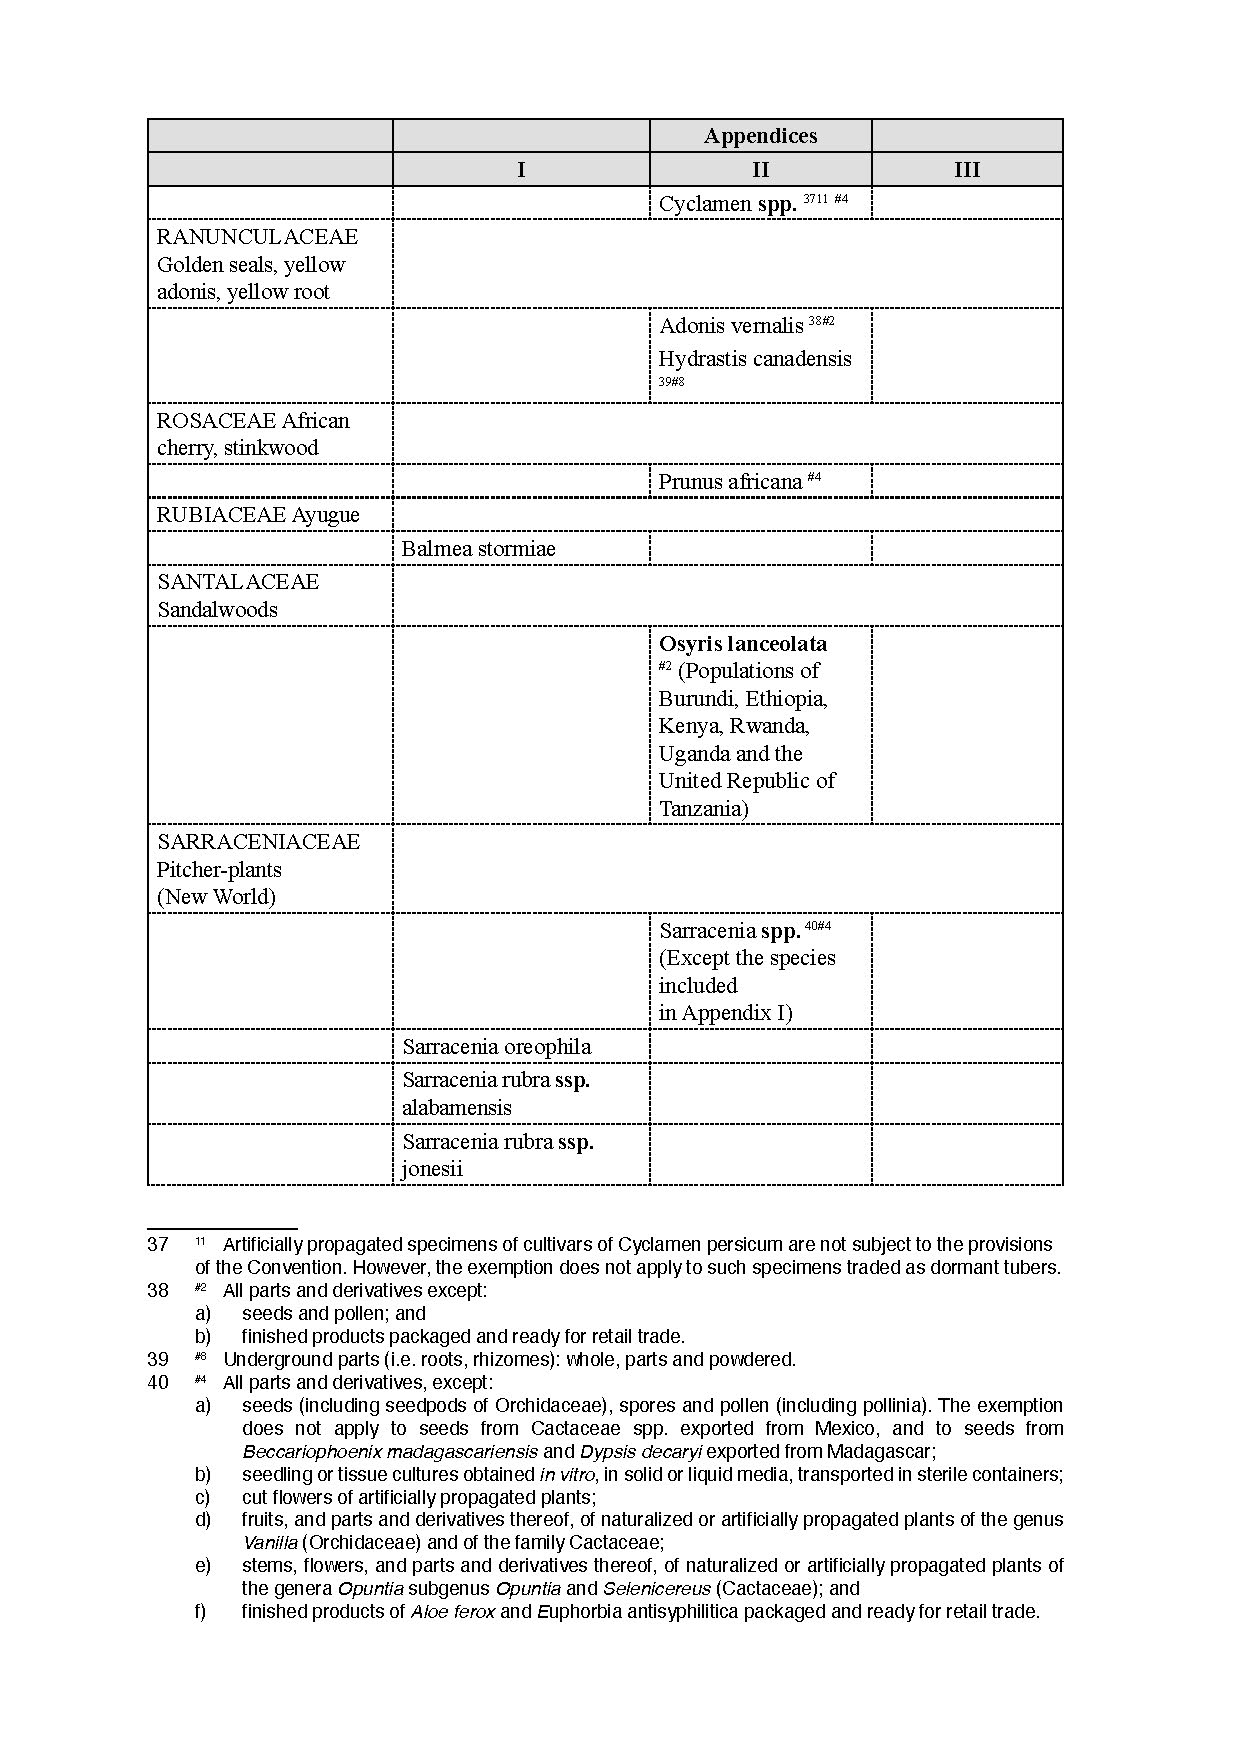 Appendices
I II III
Cyclamen spp. 3711 #4
RANUNCULACEAE
Golden seals, yellow
adonis, yellow root
Adonis vernalis 38#2
Hydrastis canadensis
39#8
ROSACEAE African
cherry, stinkwood
Prunus africana #4
RUBIACEAE Ayugue
Balmea stormiae
SANTALACEAE
Sandalwoods
Osyris lanceolata
#2 (Populations of
Burundi, Ethiopia,
Kenya, Rwanda,
Uganda and the
United Republic of
Tanzania)
SARRACENIACEAE
Pitcher-plants
(New World)
Sarracenia spp. 40#4
(Except the species
included
in Appendix I)
Sarracenia oreophila
Sarracenia rubra ssp.
alabamensis
Sarracenia rubra ssp.
jonesii
37 11 Artificially propagated specimens of cultivars of Cyclamen persicum are not subject to the provisions
of the Convention. However, the exemption does not apply to such specimens traded as dormant tubers.
38 #2 All parts and derivatives except:
a) seeds and pollen; and
b) finished products packaged and ready for retail trade.
39 #8 Underground parts (i.e. roots, rhizomes): whole, parts and powdered.
40 #4 All parts and derivatives, except:
a) seeds (including seedpods of Orchidaceae), spores and pollen (including pollinia). The exemption
does not apply to seeds from Cactaceae spp. exported from Mexico, and to seeds from
Beccariophoenix madagascariensis and Dypsis decaryi exported from Madagascar;
b) seedling or tissue cultures obtained in vitro, in solid or liquid media, transported in sterile containers;
c) cut flowers of artificially propagated plants;
d) fruits, and parts and derivatives thereof, of naturalized or artificially propagated plants of the genus
Vanilla (Orchidaceae) and of the family Cactaceae;
e) stems, flowers, and parts and derivatives thereof, of naturalized or artificially propagated plants of
the genera Opuntia subgenus Opuntia and Selenicereus (Cactaceae); and
f) finished products of Aloe ferox and Euphorbia antisyphilitica packaged and ready for retail trade.